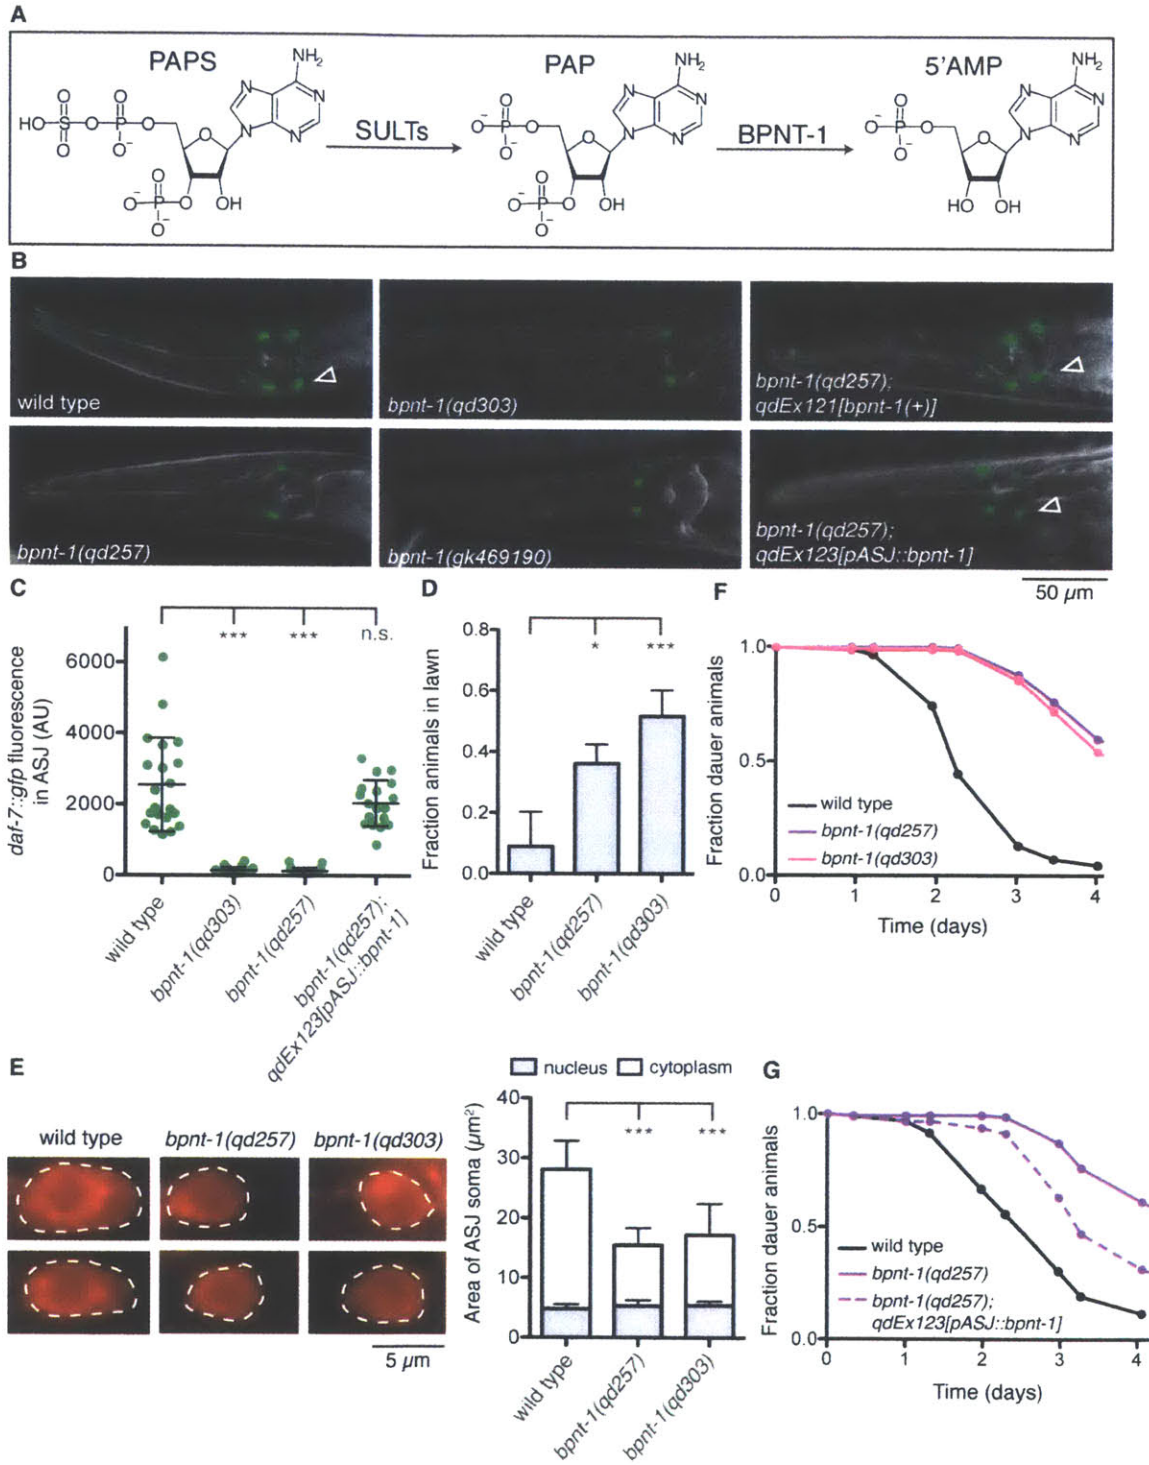 A
PAPS
PAP
5'AMP
NH2
NH2
NH2
SULTs
BPNT-1
B
wild type
bpnt-1(qd303)
bpnt-1(qd257);
qdEx121[bpnt-1(+)]
bpnt-1(qd257)
bpnt-1(gk469190)
bpnt-1(qd257);
qdEx123[pASJ::bpnt-1]
50 µm
C
daf-7::gfp fluorescence
in ASJ (AU)
6000
4000
2000
0
***
***
n.s.
wild type
bpnt-1(qd303)
bpnt-1(qd257)
bpnt-1(qd257);
qdEx123[pASJ::bpnt-1]
D
Fraction animals in lawn
0.8
0.6
0.4
0.2
0.0
*
***
wild type
bpnt-1(qd257)
bpnt-1(qd303)
F
Fraction dauer animals
1.0
0.5
0.0
wild type
bpnt-1(qd257)
bpnt-1(qd303)
0 1 2 3 4
Time (days)
E
wild type
bpnt-1(qd257)
bpnt-1(qd303)
5 µm
nucleus
cytoplasm
Area of ASJ soma (µm²)
40
30
20
10
0
***
***
wild type
bpnt-1(qd257)
bpnt-1(qd303)
G
Fraction dauer animals
1.0
0.5
0.0
wild type
bpnt-1(qd257)
bpnt-1(qd257);
qdEx123[pASJ::bpnt-1]
0 1 2 3 4
Time (days)